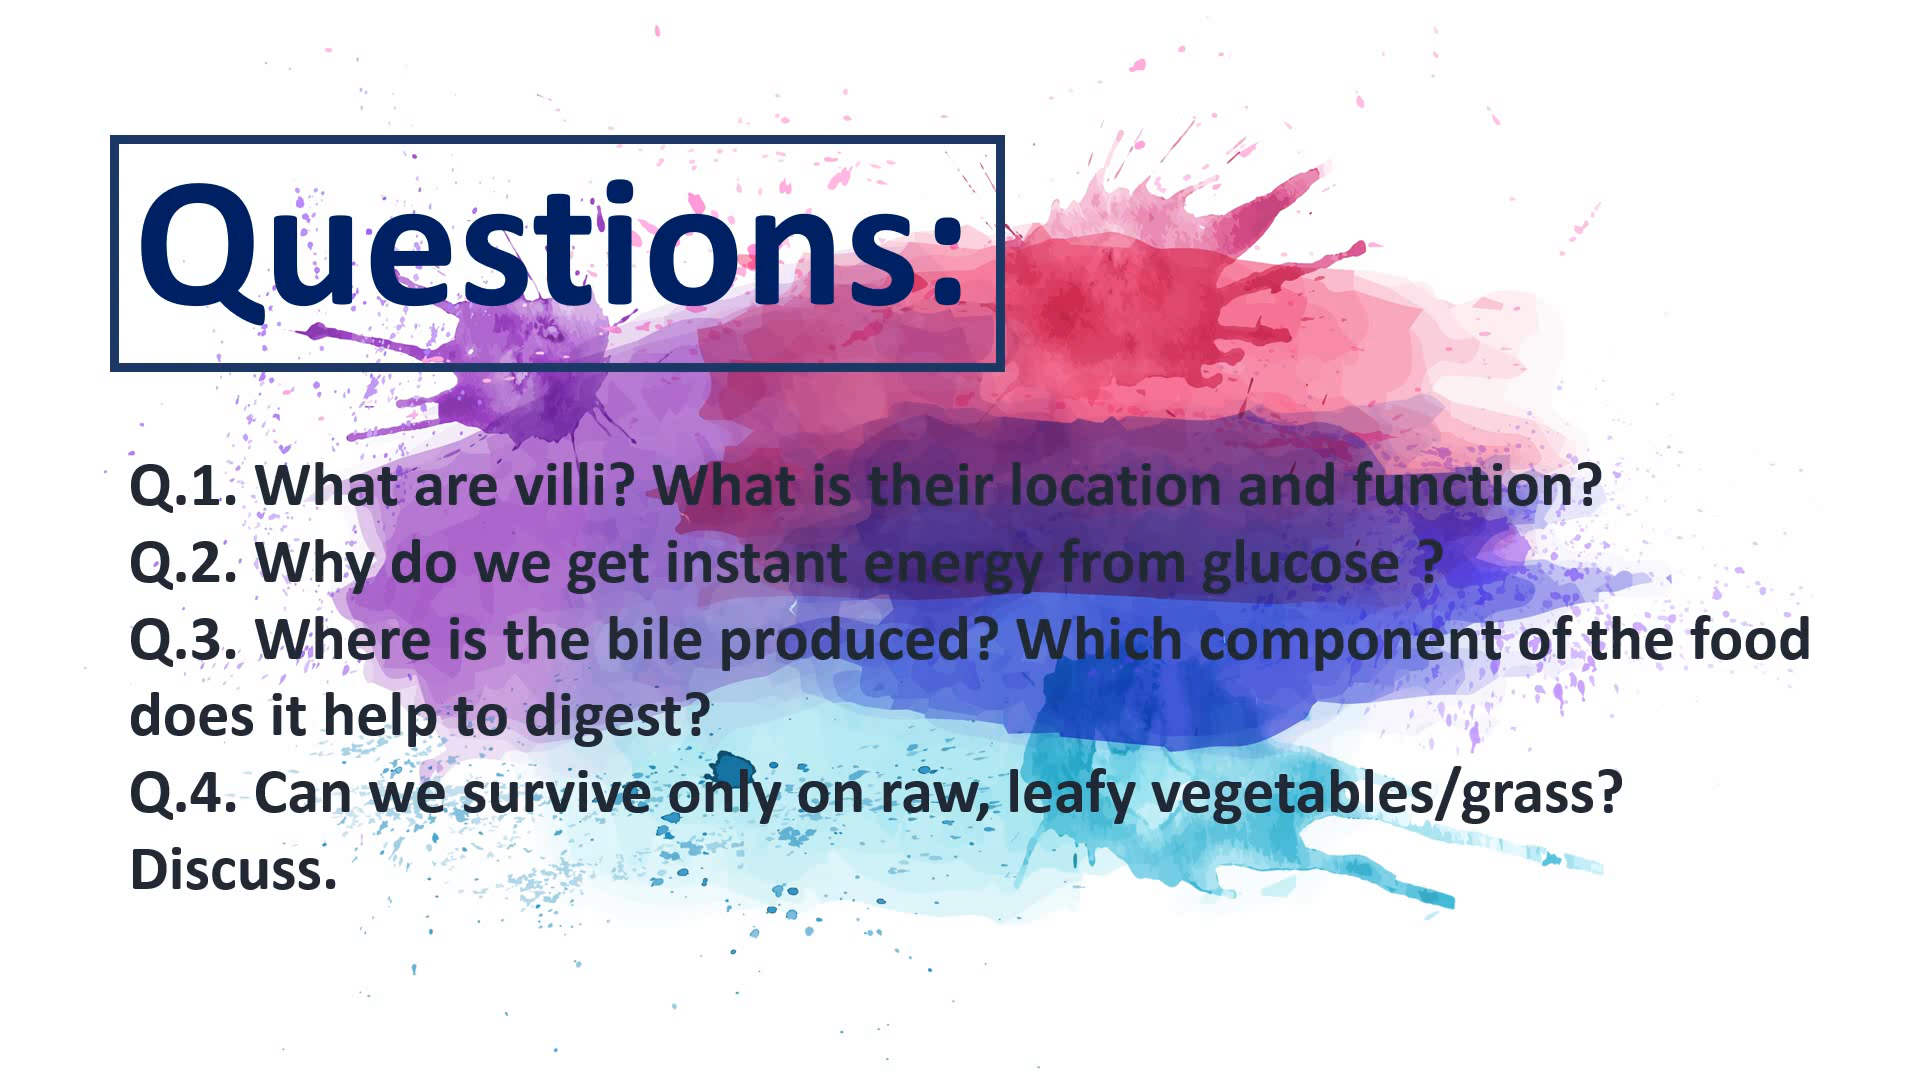 Questions:
Q.1. What are villi? What is their location and function?
Q.2. Why do we get instant energy from glucose ?
Q.3. Where is the bile produced? Which component of the food
does it help to digest?
Q.4. Can we survive only on raw, leafy vegetables/grass?
Discuss.